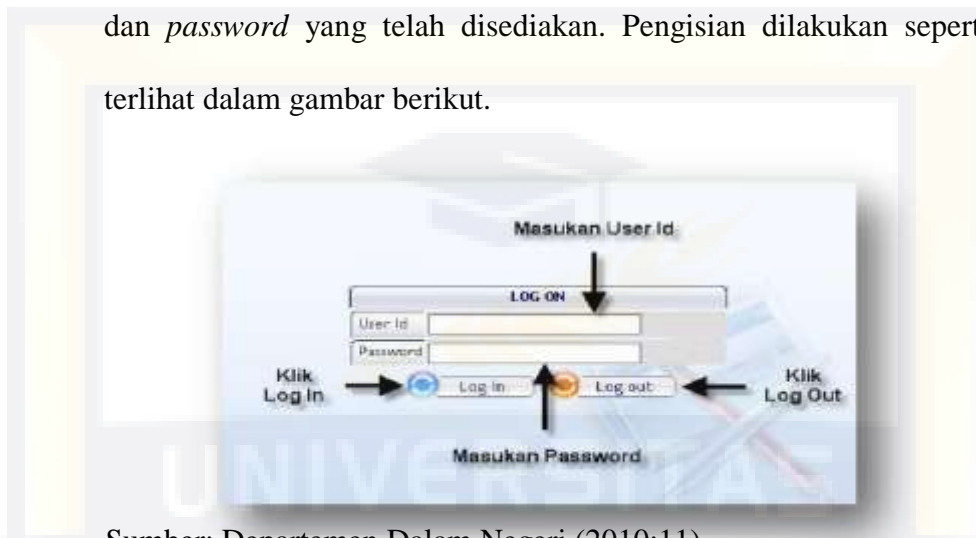 dan password yang telah disediakan. Pengisian dilakukan sepert
terlihat dalam gambar berikut.
Masukan User Id
LOG ON
User Id
Password
Klik
Log In
Log In
Log out
Klik
Log Out
Masukan Password
UNIVERSITAS
Sumber: Departemen Dalam Negeri (2010:11)